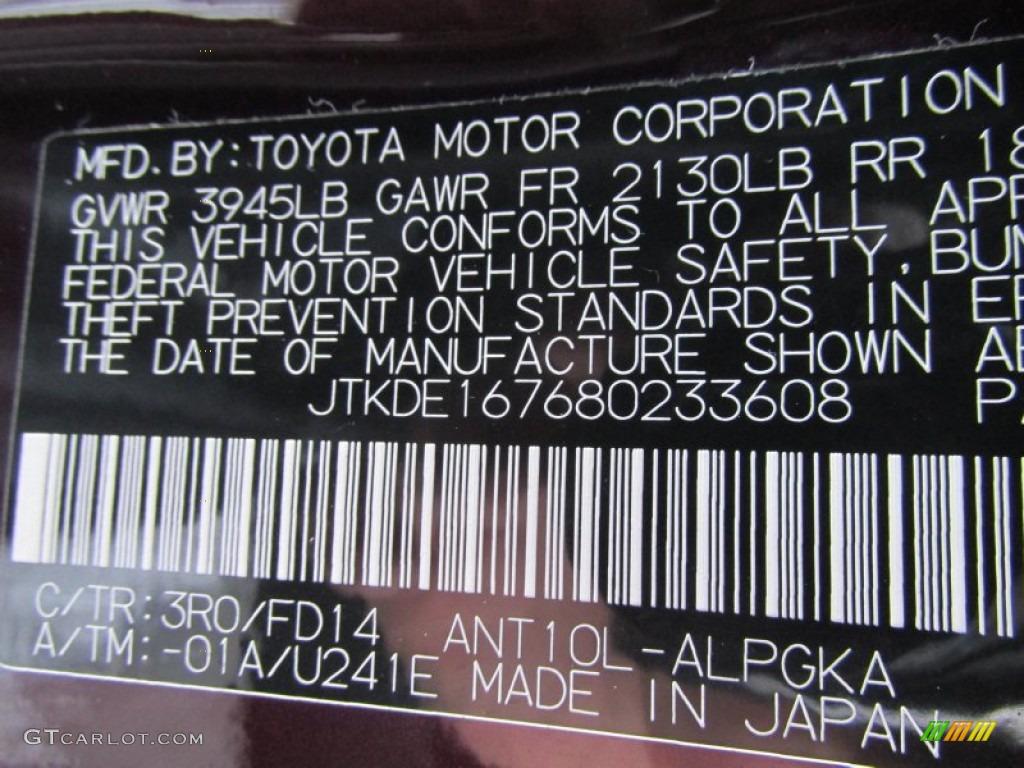 MFD. BY: TOYOTA MOTOR CORPORATION
GVWR 3945LB GAWR FR 2130LB RR
THIS VEHICLE CONFORMS TO ALL
FEDERAL MOTOR VEHICLE SAFETY,
THEFT PREVENTION STANDARDS IN
THE DATE OF MANUFACTURE SHOWN
JTKDE167680233608
C/TR: 3R0/FD14 ANT10L-ALPGKA
A/TM: -01A/U241E MADE IN JAPAN
GTCARLOT.COM